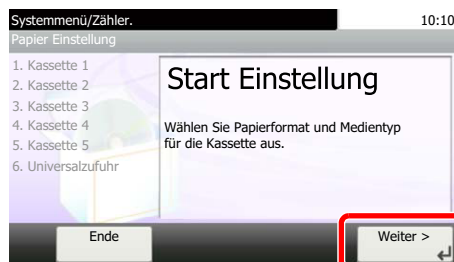 Systemmenü/Zähler. 10:10
Papier Einstellung
1. Kassette 1
2. Kassette 2
3. Kassette 3
4. Kassette 4
5. Kassette 5
6. Universalzufuhr
Start Einstellung
Wählen Sie Papierformat und Medientyp
für die Kassette aus.
Ende
Weiter >